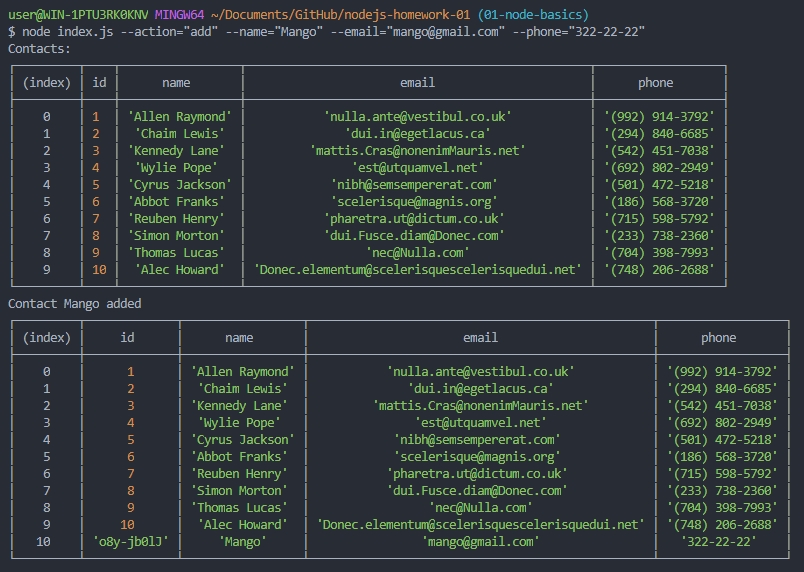 user@WIN-1PTU3RK0KNV MINGW64 ~/Documents/GitHub/nodejs-homework-01 (01-node-basics)
$ node index.js --action="add" --name="Mango" --email="mango@gmail.com" --phone="322-22-22"
Contacts:
(index) id name email phone
0 1 'Allen Raymond' 'nulla.ante@vestibul.co.uk' '(992) 914-3792'
1 2 'Chaim Lewis' 'dui.in@egetlacus.ca' '(294) 840-6685'
2 3 'Kennedy Lane' 'mattis.Cras@nonenimMauris.net' '(542) 451-7038'
3 4 'Wylie Pope' 'est@utquamvel.net' '(692) 802-2949'
4 5 'Cyrus Jackson' 'nibh@semsempererat.com' '(501) 472-5218'
5 6 'Abbot Franks' 'scelerisque@magnis.org' '(186) 568-3720'
6 7 'Reuben Henry' 'pharetra.ut@dictum.co.uk' '(715) 598-5792'
7 8 'Simon Morton' 'dui.Fusce.diam@Donec.com' '(233) 738-2360'
8 9 'Thomas Lucas' 'nec@Nulla.com' '(704) 398-7993'
9 10 'Alec Howard' 'Donec.elementum@scelerisquescelerisquedui.net' '(748) 206-2688'
Contact Mango added
(index) id name email phone
0 1 'Allen Raymond' 'nulla.ante@vestibul.co.uk' '(992) 914-3792'
1 2 'Chaim Lewis' 'dui.in@egetlacus.ca' '(294) 840-6685'
2 3 'Kennedy Lane' 'mattis.Cras@nonenimMauris.net' '(542) 451-7038'
3 4 'Wylie Pope' 'est@utquamvel.net' '(692) 802-2949'
4 5 'Cyrus Jackson' 'nibh@semsempererat.com' '(501) 472-5218'
5 6 'Abbot Franks' 'scelerisque@magnis.org' '(186) 568-3720'
6 7 'Reuben Henry' 'pharetra.ut@dictum.co.uk' '(715) 598-5792'
7 8 'Simon Morton' 'dui.Fusce.diam@Donec.com' '(233) 738-2360'
8 9 'Thomas Lucas' 'nec@Nulla.com' '(704) 398-7993'
9 10 'Alec Howard' 'Donec.elementum@scelerisquescelerisquedui.net' '(748) 206-2688'
10 'o8y-jb0lJ' 'Mango' 'mango@gmail.com' '322-22-22'